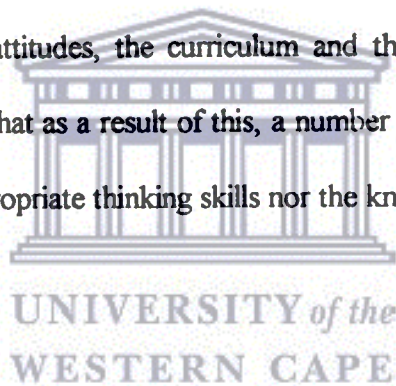 attitudes, the curriculum and th
hat as a result of this, a number
ropriate thinking skills nor the kn
UNIVERSITY of the
WESTERN CAPE